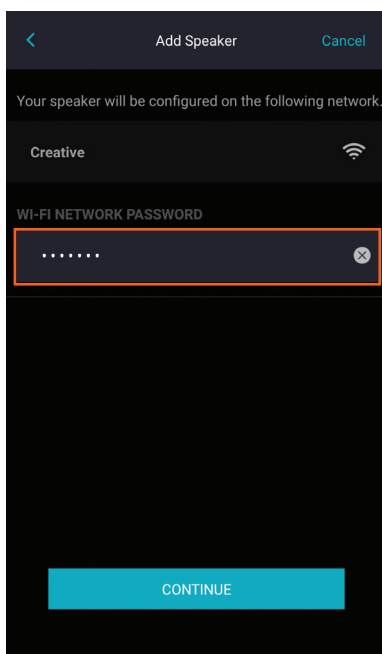 Add Speaker
Cancel
Your speaker will be configured on the following network.
Creative
WI-FI NETWORK PASSWORD
•••••••
CONTINUE